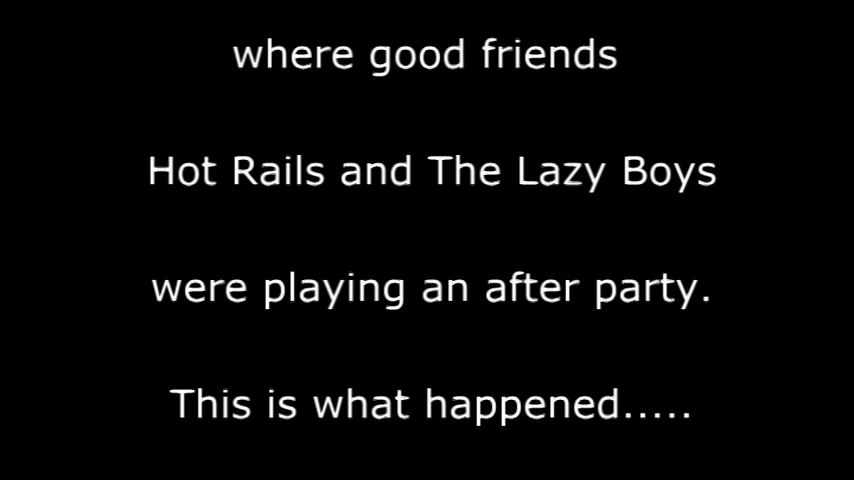 where good friends
Hot Rails and The Lazy Boys
were playing an after party.
This is what happened.....